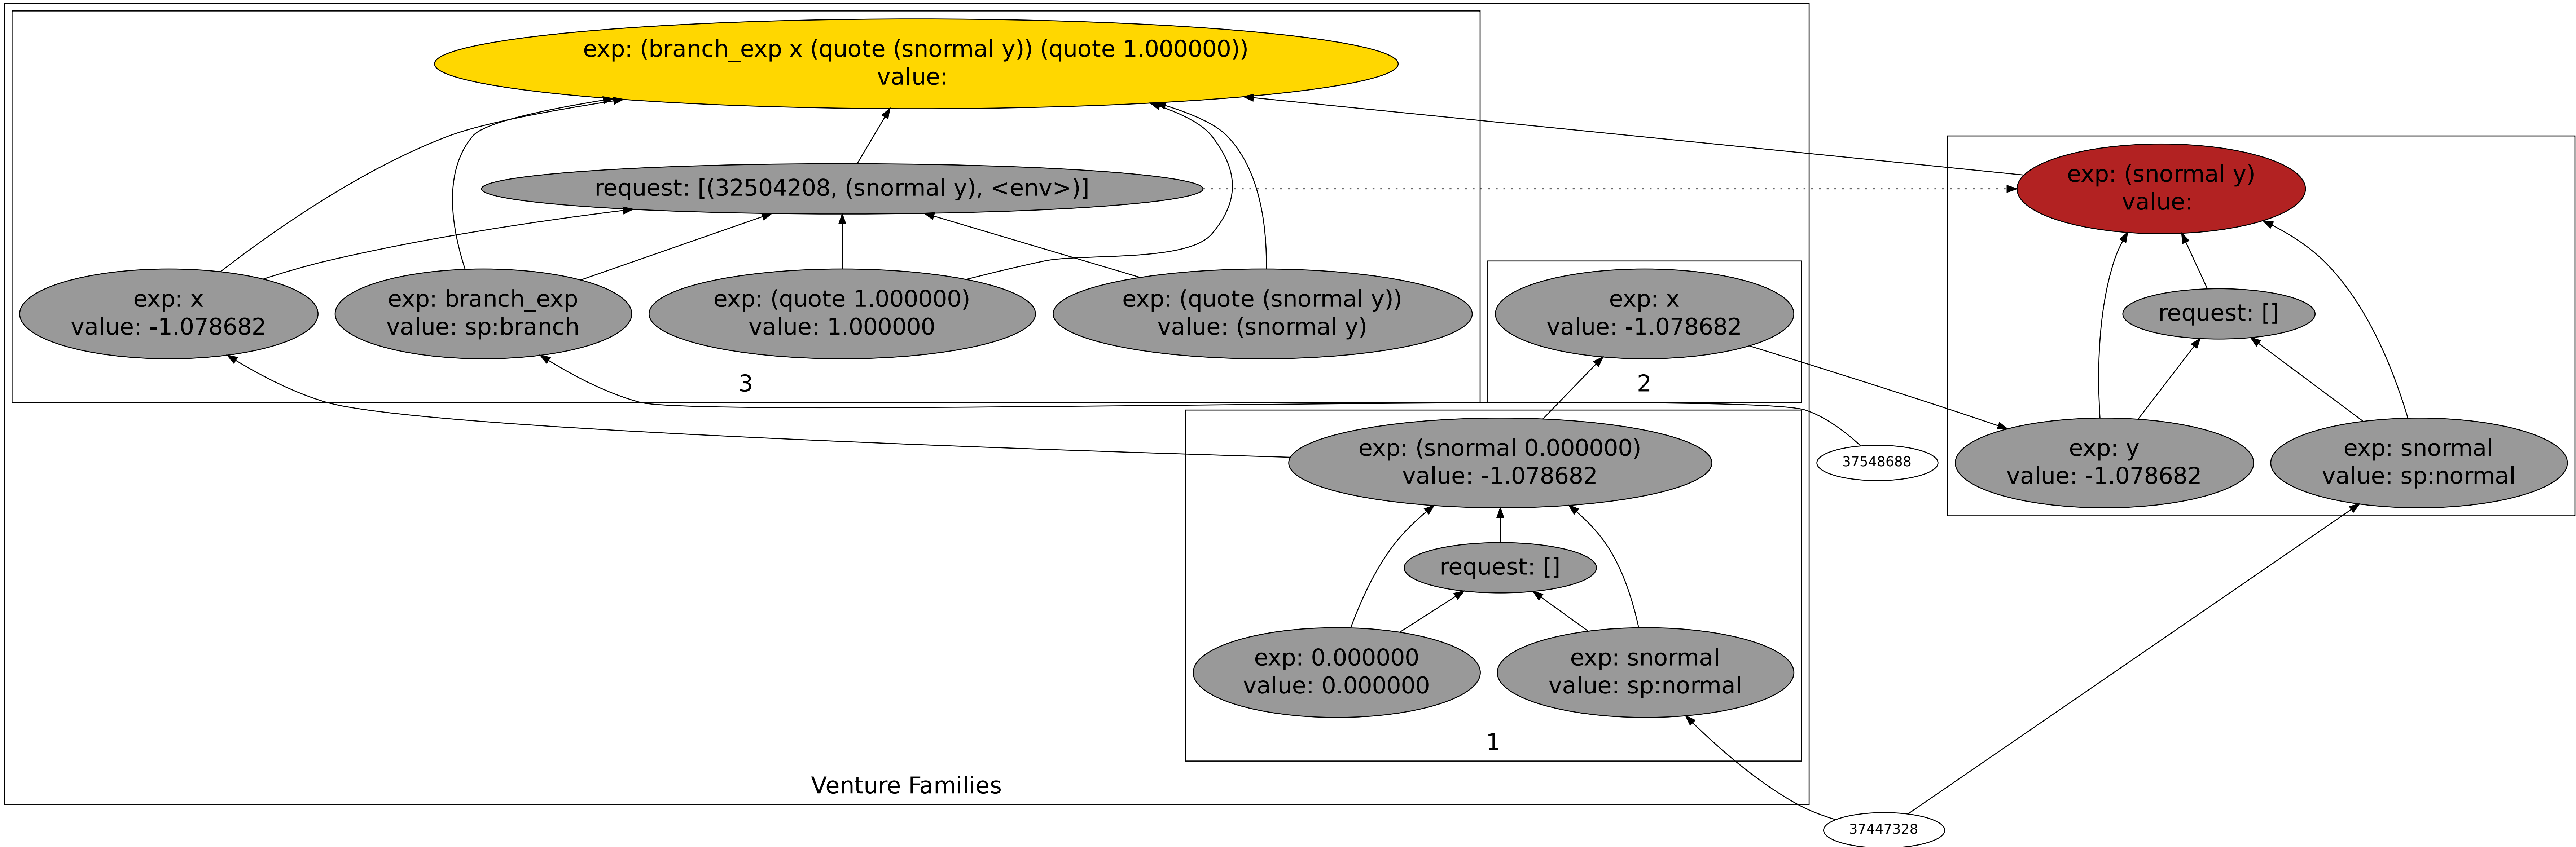 exp: (branch_exp x (quote (snormal y)) (quote 1.000000))
value:
request: [(32504208, (snormal y), <env>)]
exp: x
value: -1.078682
exp: branch_exp
value: sp:branch
exp: (quote 1.000000)
value: 1.000000
exp: (quote (snormal y))
value: (snormal y)
3
exp: x
value: -1.078682
2
exp: (snormal 0.000000)
value: -1.078682
request: []
exp: 0.000000
value: 0.000000
exp: snormal
value: sp:normal
1
Venture Families
exp: (snormal y)
value:
request: []
exp: y
value: -1.078682
exp: snormal
value: sp:normal
37548688
37447328